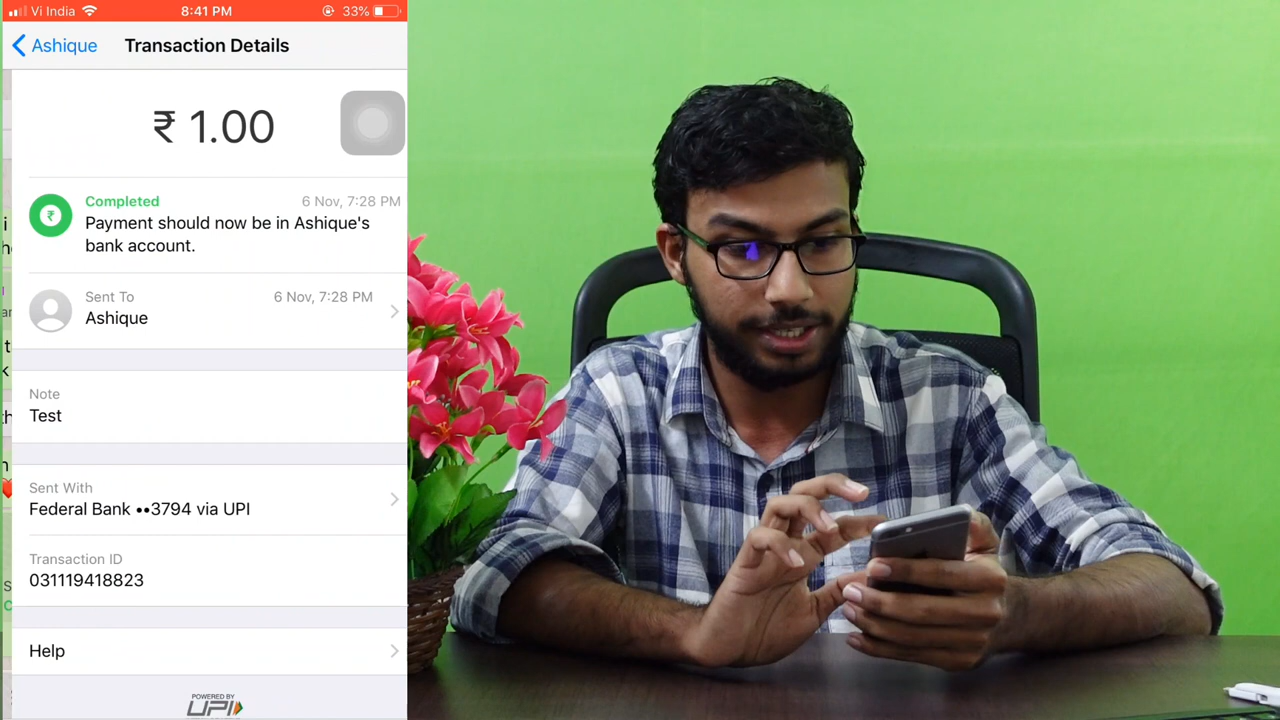 Vi India 8:41 PM 33%
Ashique Transaction Details
₹ 1.00
Completed 6 Nov, 7:28 PM
Payment should now be in Ashique's
bank account.
Sent To 6 Nov, 7:28 PM
Ashique
Note
Test
Sent With
Federal Bank ••3794 via UPI
Transaction ID
031119418823
Help
POWERED BY
UPI